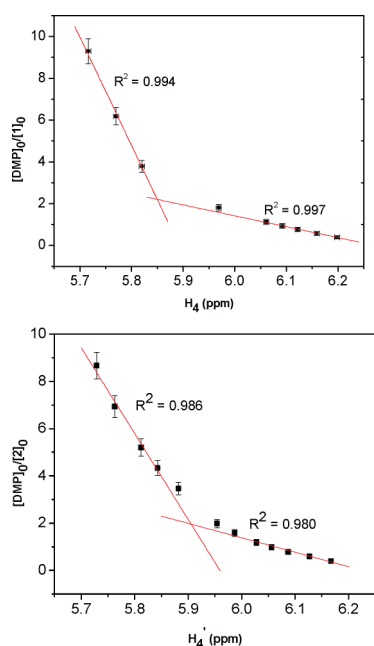 [DMP]₀/[1]₀
10
8
6
4
2
0
R² = 0.994
R² = 0.997
5.7 5.8 5.9 6.0 6.1 6.2
H₄ (ppm)
[DMP]₀/[2]₀
10
8
6
4
2
0
R² = 0.986
R² = 0.980
5.7 5.8 5.9 6.0 6.1 6.2
H₄' (ppm)